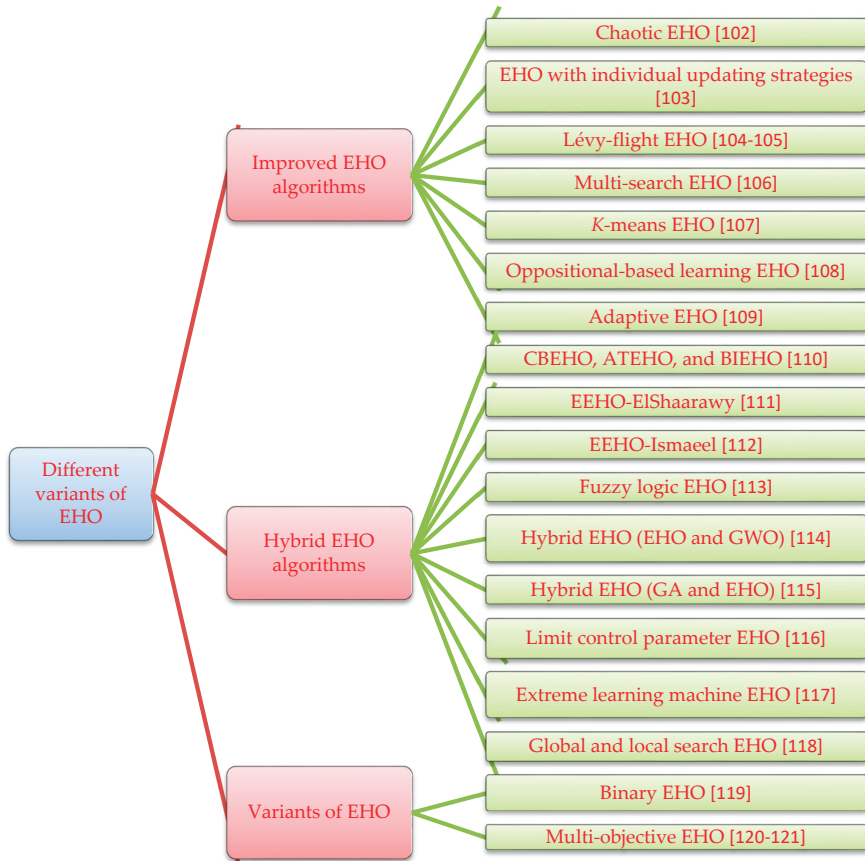 Different
variants of
EHO
Improved EHO
algorithms
Chaotic EHO [102]
EHO with individual updating strategies
[103]
Lévy-flight EHO [104-105]
Multi-search EHO [106]
K-means EHO [107]
Oppositional-based learning EHO [108]
Adaptive EHO [109]
Hybrid EHO
algorithms
CBEHO, ATEHO, and BIEHO [110]
EEHO-ElShaarawy [111]
EEHO-Ismaeel [112]
Fuzzy logic EHO [113]
Hybrid EHO (EHO and GWO) [114]
Hybrid EHO (GA and EHO) [115]
Limit control parameter EHO [116]
Extreme learning machine EHO [117]
Global and local search EHO [118]
Variants of EHO
Binary EHO [119]
Multi-objective EHO [120-121]